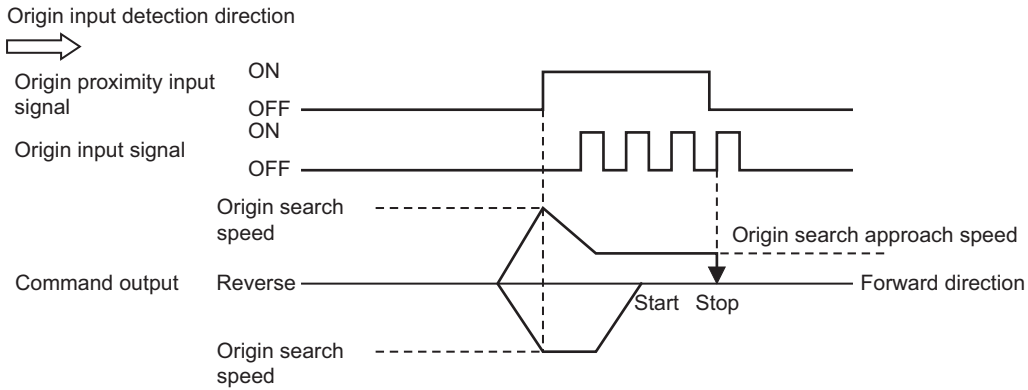 Origin input detection direction
Origin proximity input
signal
ON
OFF
Origin input signal
ON
OFF
Origin search
speed
Origin search approach speed
Command output
Reverse
Forward direction
Start
Stop
Origin search
speed